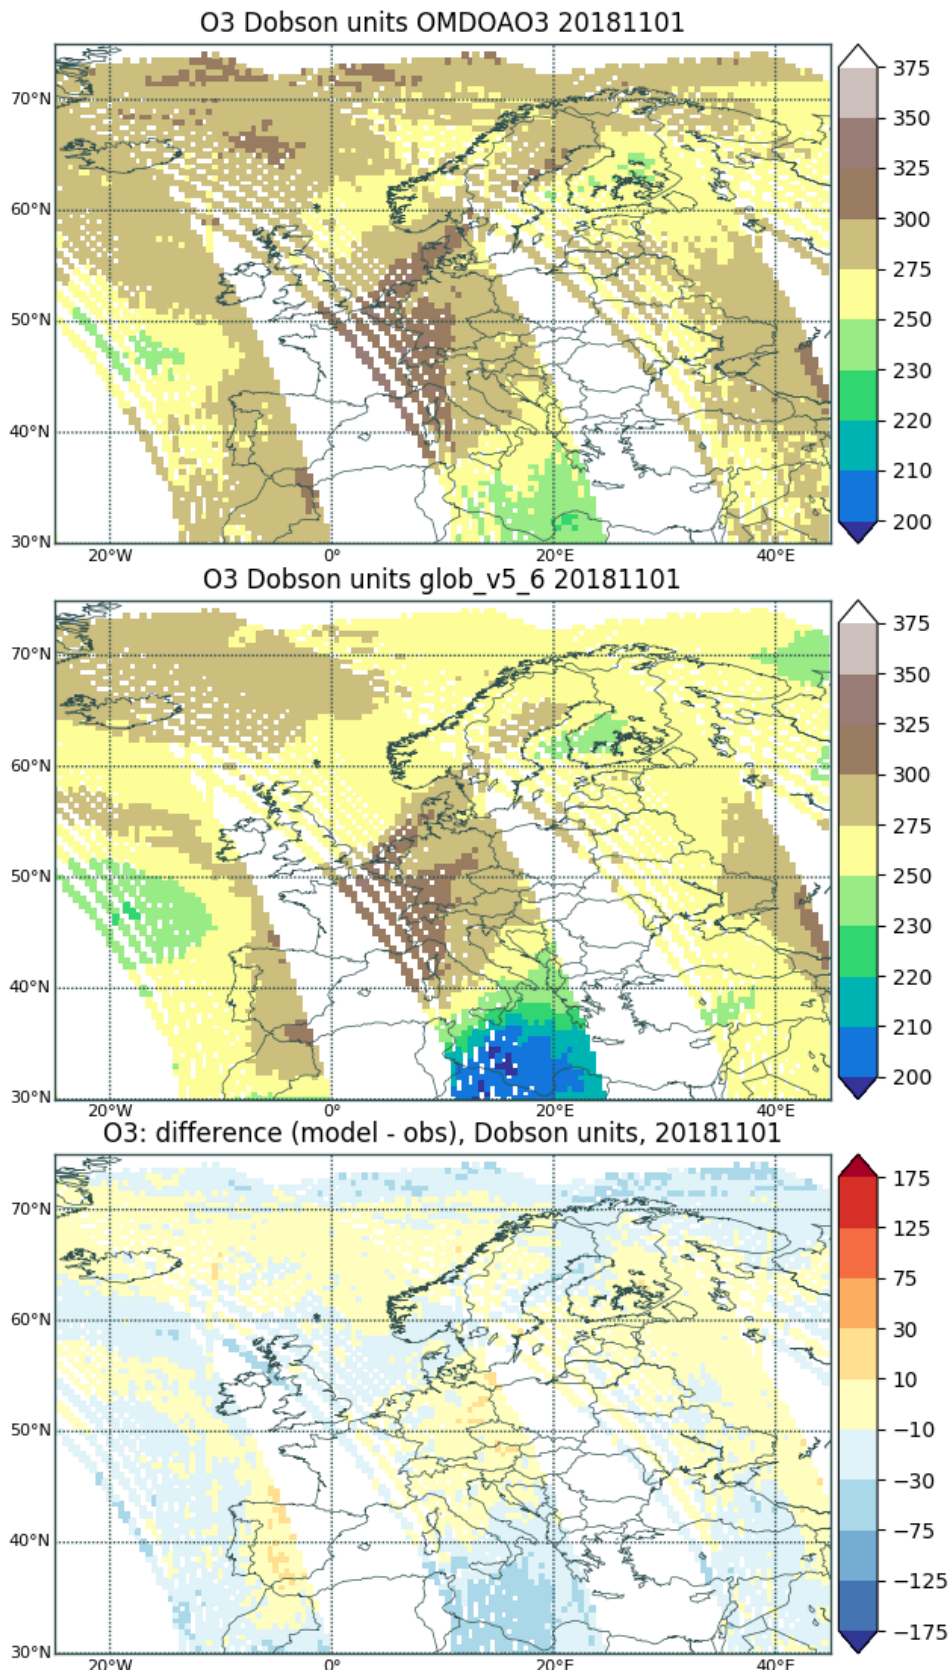 O3 Dobson units OMDOAO3 20181101
375
70°N
350
325
60°N
300
275
50°N
250
230
40°N
220
210
30°N
200
20°W 0° 20°E 40°E
O3 Dobson units glob_v5_6 20181101
375
70°N
350
325
60°N
300
275
50°N
250
230
40°N
220
210
30°N
200
20°W 0° 20°E 40°E
O3: difference (model - obs), Dobson units, 20181101
175
70°N
125
75
60°N
30
10
50°N
−10
−30
40°N
−75
−125
30°N
−175
20°W 0° 20°E 40°E